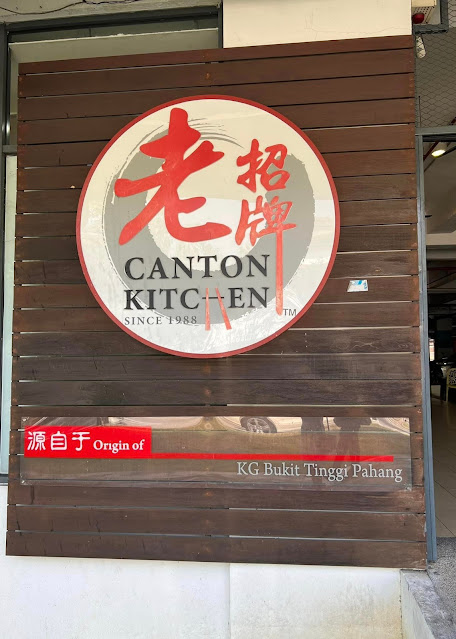 老招牌
CANTON
KITCHEN
SINCE 1988
TM
源自于 Origin of
KG Bukit Tinggi Pahang